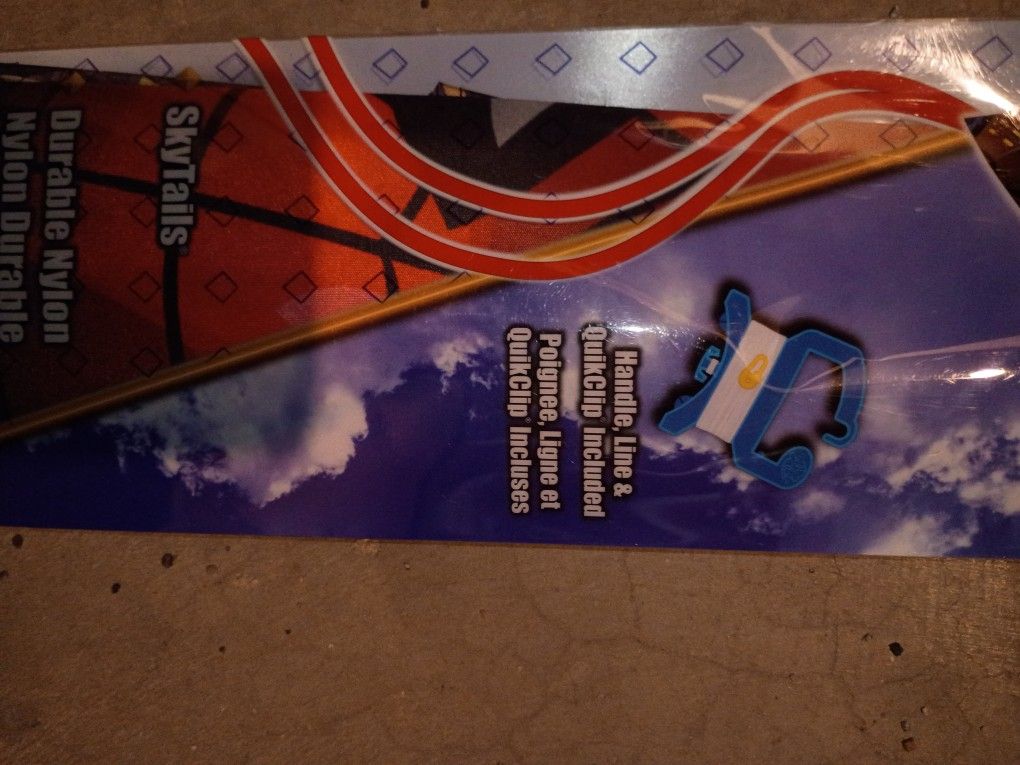 SkyTails
Durable Nylon
Nylon Durable
Handle, Line &
QuikClip® Included
Poignee, Ligne et
QuikClip® Incluses